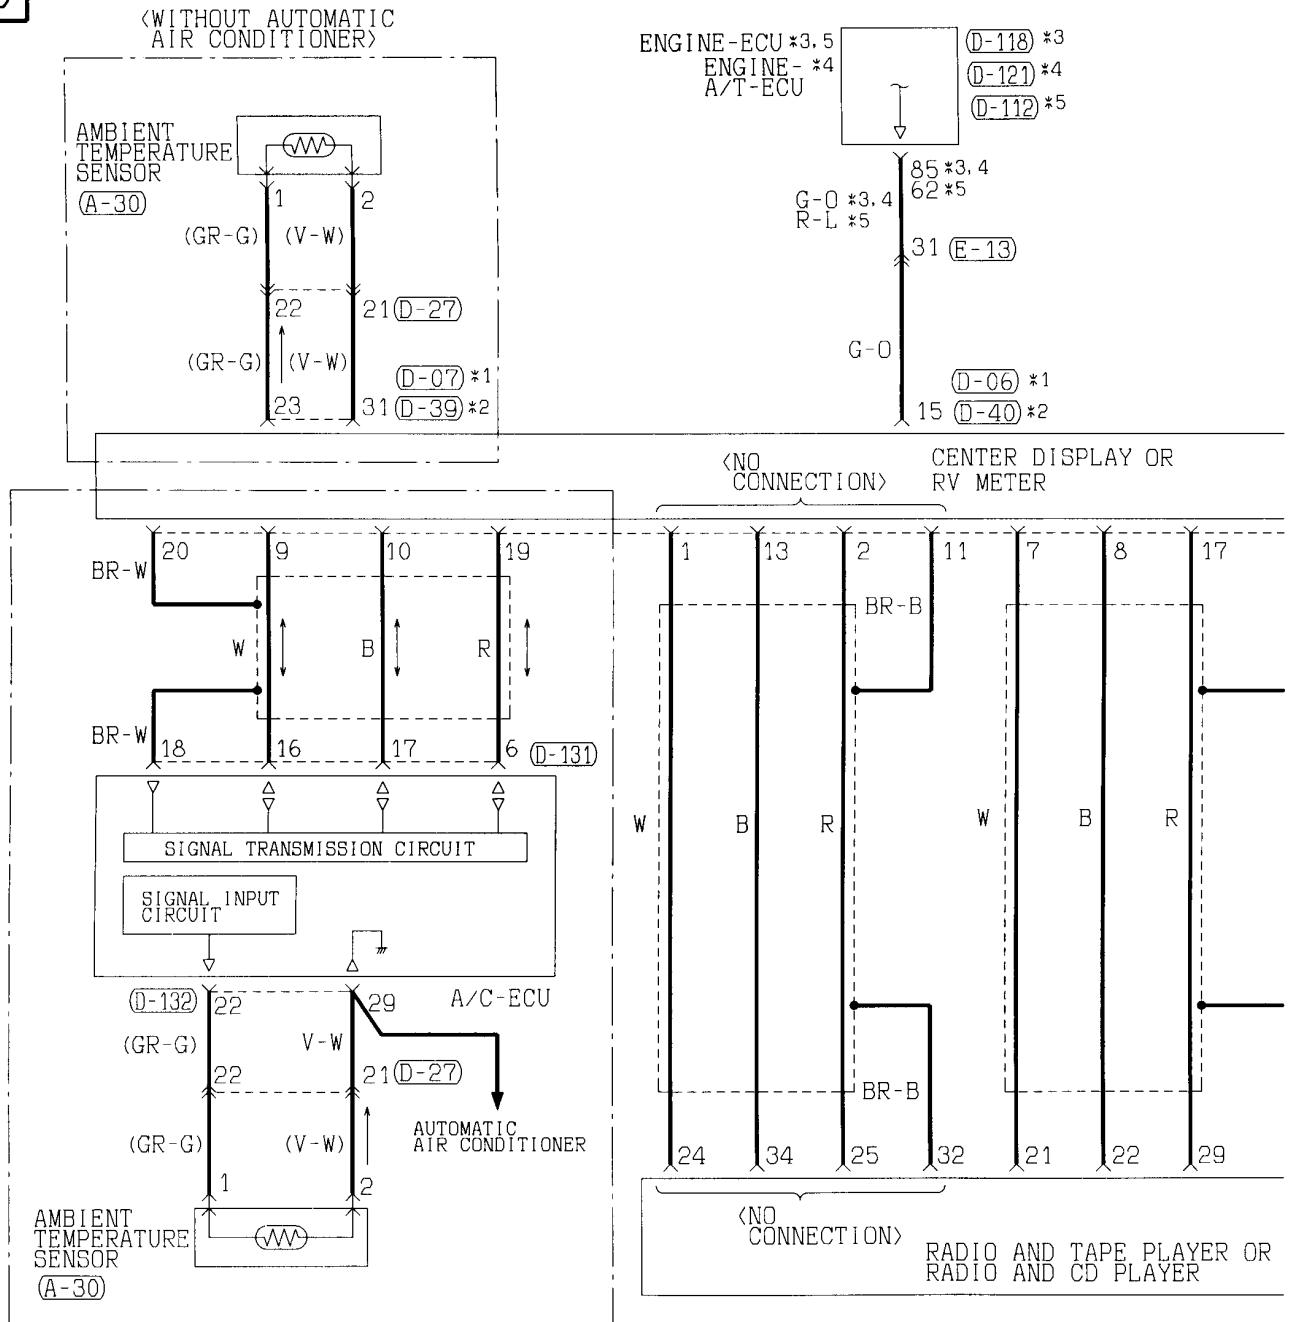 <WITHOUT AUTOMATIC
AIR CONDITIONER>
AMBIENT
TEMPERATURE
SENSOR
A-30
1
2
(GR-G)
(V-W)
22
21
D-27
(GR-G)
(V-W)
D-07 *1
23
31
D-39 *2
ENGINE-ECU *3,5
ENGINE- *4
A/T-ECU
D-118 *3
D-121 *4
D-112 *5
85 *3,4
62 *5
G-O *3,4
R-L *5
31
E-13
G-O
D-06 *1
15
D-40 *2
<NO
CONNECTION>
CENTER DISPLAY OR
RV METER
20
9
10
19
1
13
2
11
7
8
17
BR-W
BR-B
W
B
R
BR-W
18
16
17
6
D-131
W
B
R
W
B
R
SIGNAL TRANSMISSION CIRCUIT
SIGNAL INPUT
CIRCUIT
D-132
22
29
A/C-ECU
(GR-G)
V-W
22
21
D-27
BR-B
AUTOMATIC
AIR CONDITIONER
(GR-G)
(V-W)
1
2
24
34
25
32
21
22
29
AMBIENT
TEMPERATURE
SENSOR
A-30
<NO
CONNECTION>
RADIO AND TAPE PLAYER OR
RADIO AND CD PLAYER